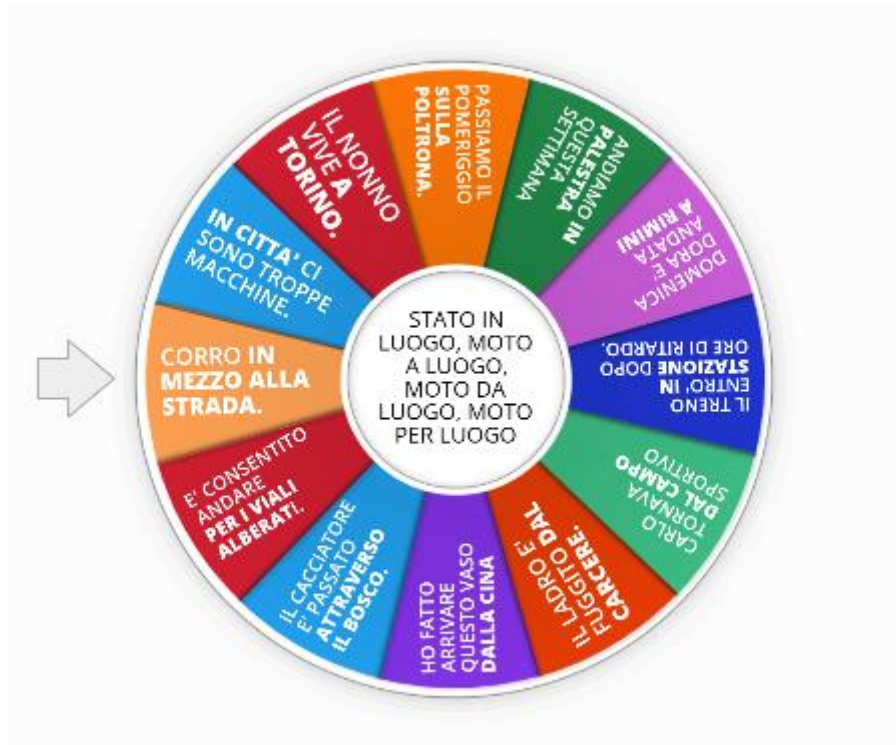 STATO IN
LUOGO, MOTO
A LUOGO,
MOTO DA
LUOGO, MOTO
PER LUOGO
CORRO IN
MEZZO ALLA
STRADA.
IN CITTA' CI
SONO TROPPE
MACCHINE.
IL NONNO
VIVE A
TORINO.
PASSIAMO IL
POMERIGGIO
SULLA
POLTRONA.
ANDIAMO IN
PALESTRA IN
QUESTA
SETTIMANA
DOMENICA
DORA E'
ANDATA
A RIMINI
IL TRENO
ENTRO' IN
STAZIONE DOPO
ORE DI RITARDO.
CARLO
TORNAVA
DAL CAMPO
SPORTIVO
IL LADRO E'
FUGGITO DAL
CARCERE.
HO FATTO
ARRIVARE
QUESTO VASO
DALLA CINA
IL CACCIATORE
E' PASSATO
ATTRAVERSO
IL BOSCO.
E' CONSENTITO
ANDARE
PER I VIALI
ALBERATI.